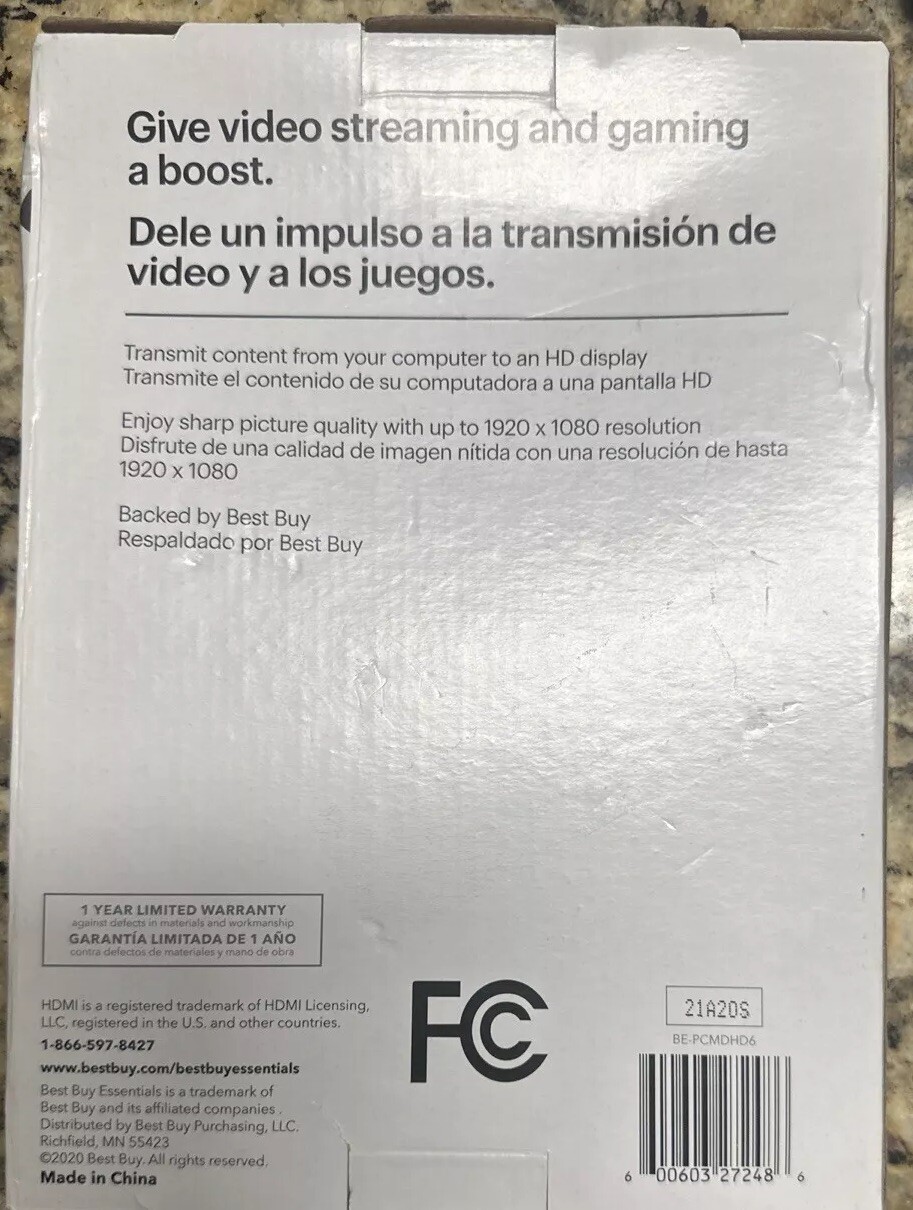 Give video streaming and gaming
a boost.
Dele un impulso a la transmisión de
video y a los juegos.
Transmit content from your computer to an HD display
Transmite el contenido de su computadora a una pantalla HD
Enjoy sharp picture quality with up to 1920 x 1080 resolution
Disfrute de una calidad de imagen nítida con una resolución de hasta
1920 x 1080
Backed by Best Buy
Respaldado por Best Buy
1 YEAR LIMITED WARRANTY
against defects in materials and workmanship
GARANTÍA LIMITADA DE 1 AÑO
contra defectos de materiales y mano de obra
HDMI is a registered trademark of HDMI Licensing,
LLC, registered in the U.S. and other countries.
1-866-597-8427
www.bestbuy.com/bestbuyessentials
Best Buy Essentials is a trademark of
Best Buy and its affiliated companies.
Distributed by Best Buy Purchasing, LLC.
Richfield, MN 55423
©2020 Best Buy. All rights reserved.
Made in China
FC
21A20S
BE-PCMDHD6
6 00603 27248 6